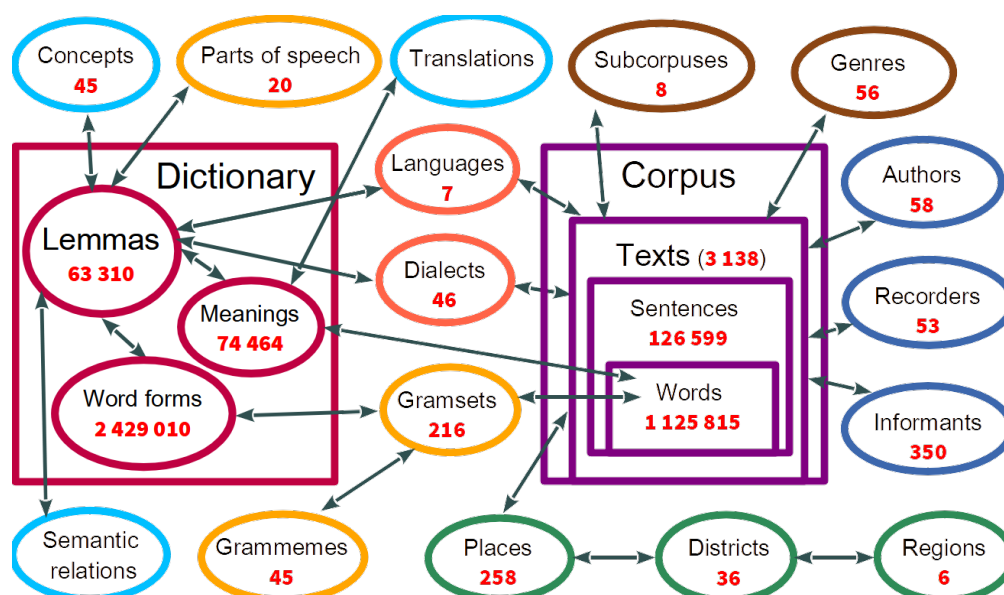 Concepts
45
Parts of speech
20
Translations
Subcorpuses
8
Genres
56
Dictionary
Languages
7
Corpus
Authors
58
Lemmas
63 310
Texts (3 138)
Dialects
46
Meanings
74 464
Sentences
126 599
Recorders
53
Word forms
2 429 010
Gramsets
216
Words
1 125 815
Informants
350
Semantic
relations
Grammemes
45
Places
258
Districts
36
Regions
6